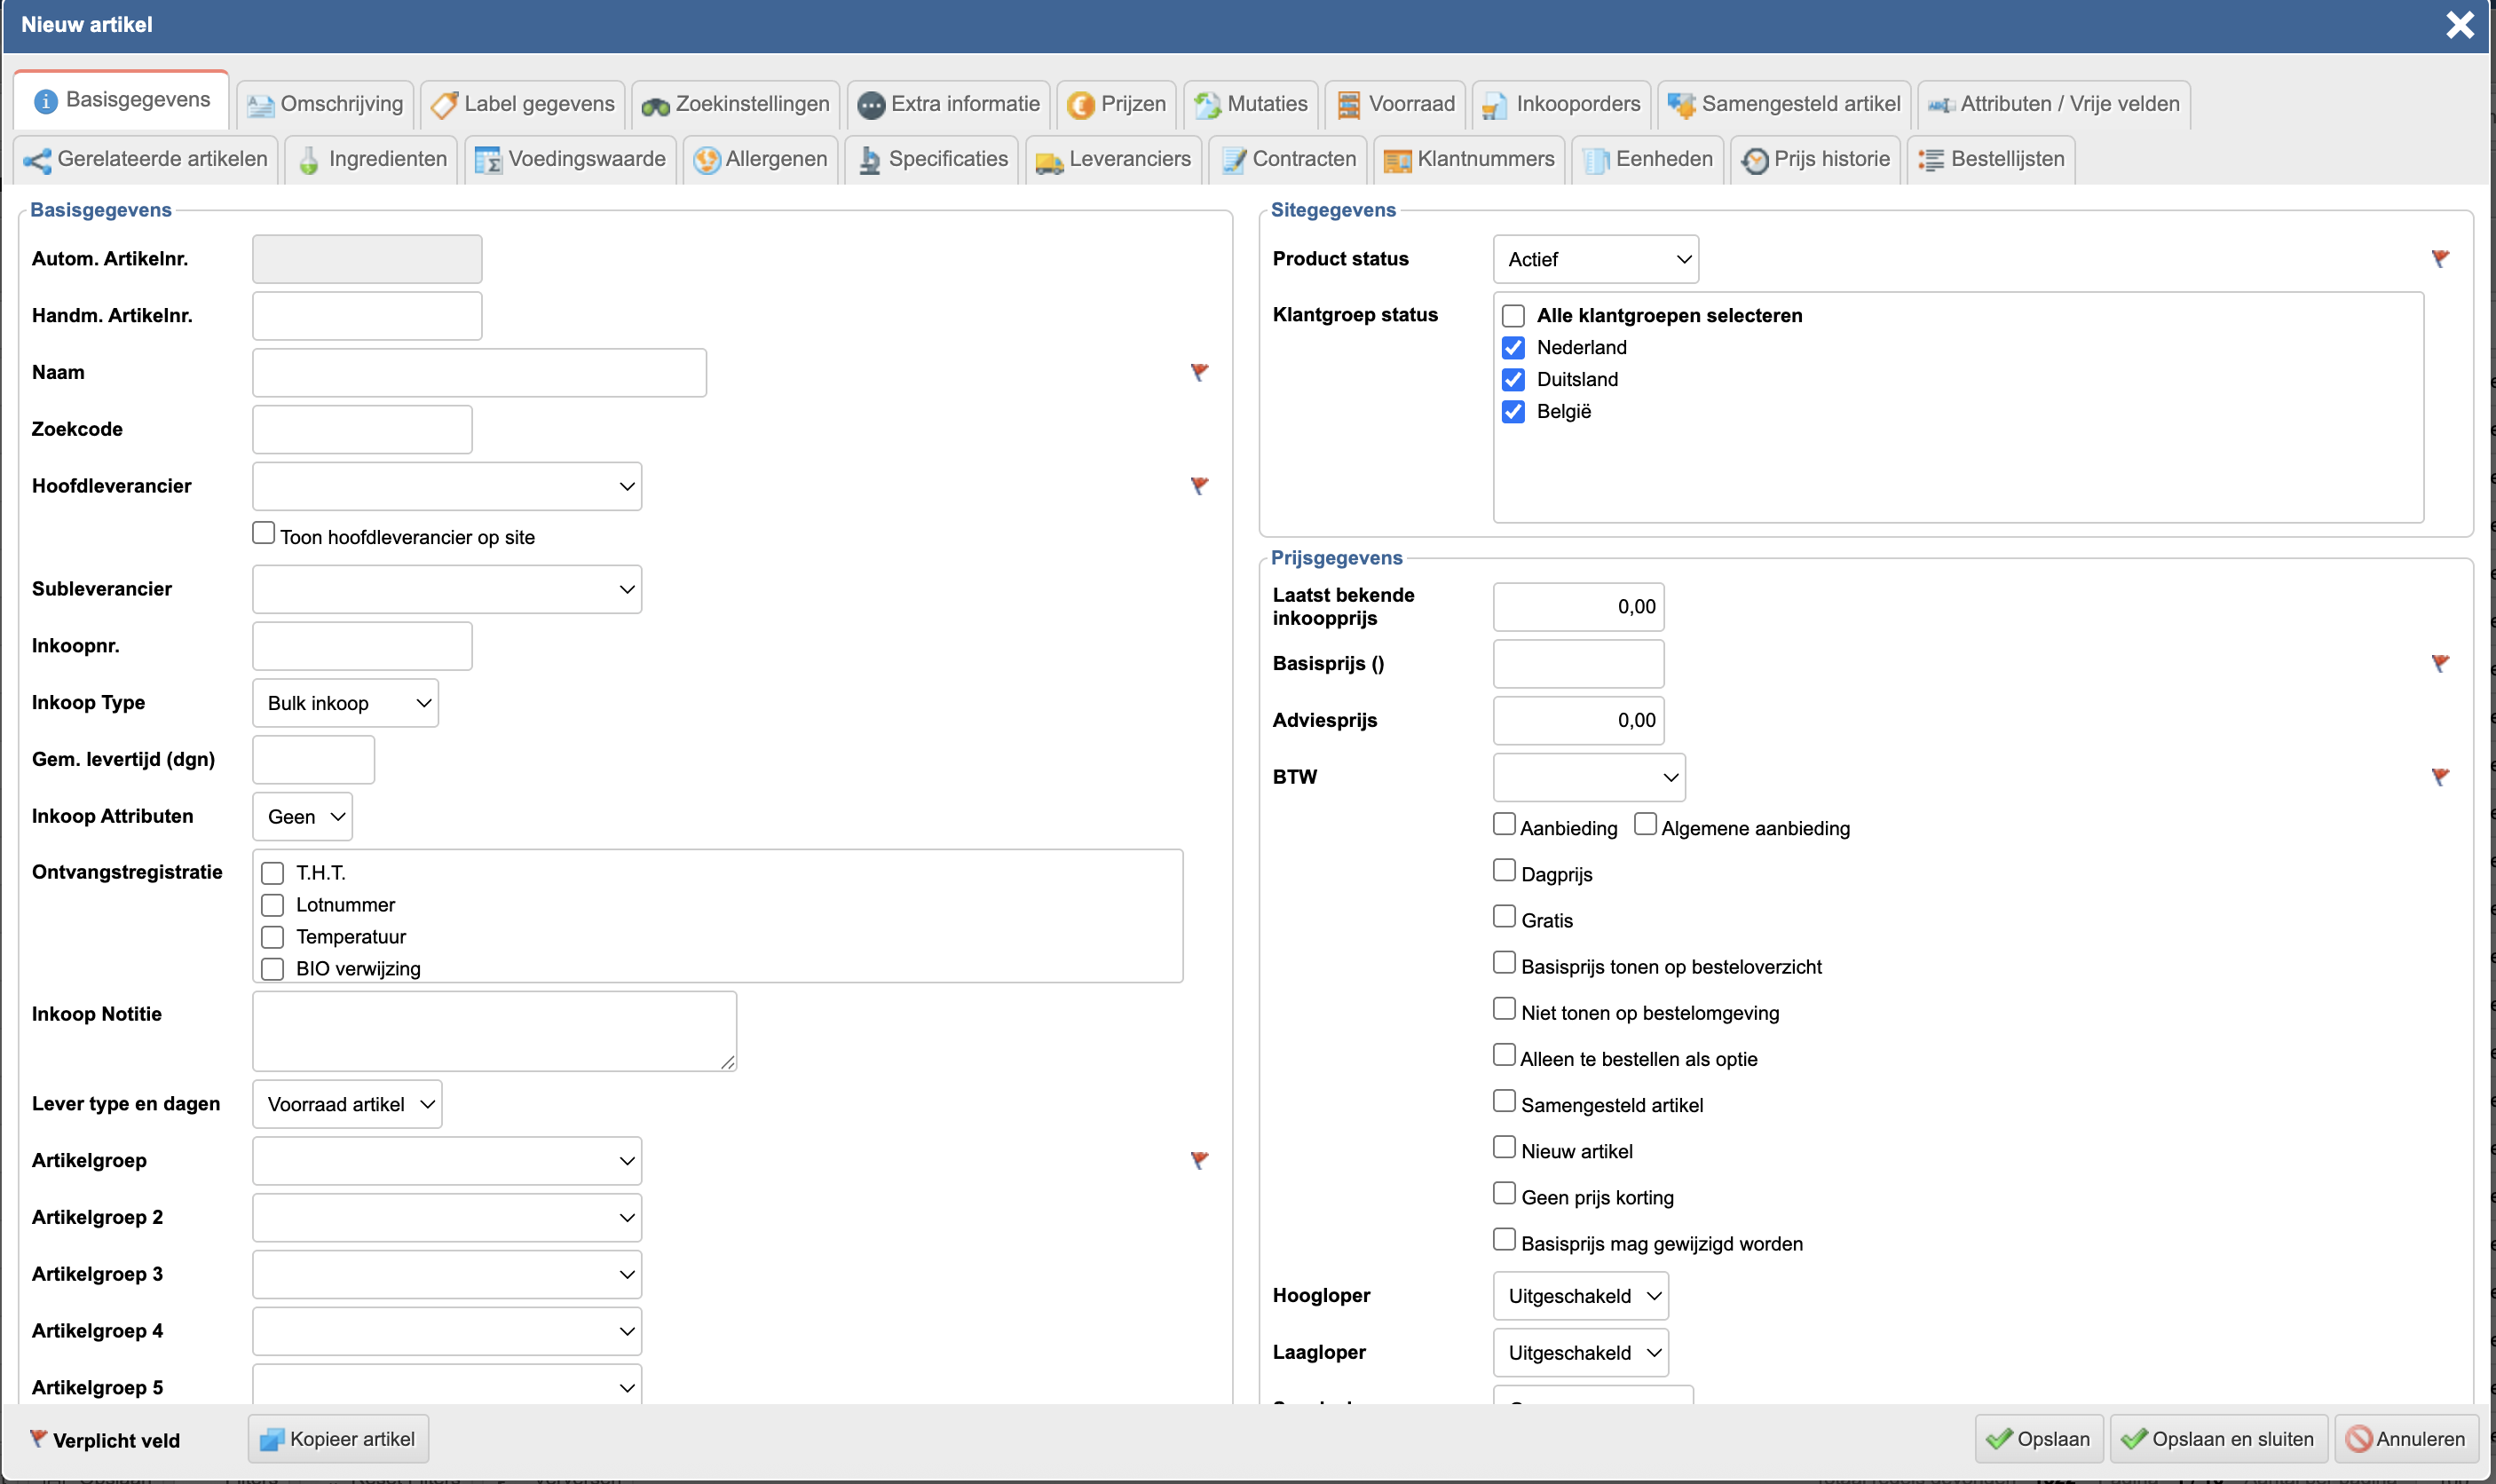 Nieuw artikel
Basisgegevens Omschrijving Label gegevens Zoekinstellingen Extra informatie Prijzen Mutaties Voorraad Inkooporders Samengesteld artikel Attributen / Vrije velden
Gerelateerde artikelen Ingredienten Voedingswaarde Allergenen Specificaties Leveranciers Contracten Klantnummers Eenheden Prijs historie Bestellijsten
Basisgegevens
Autom. Artikelnr.
Handm. Artikelnr.
Naam
Zoekcode
Hoofdleverancier
Toon hoofdleverancier op site
Subleverancier
Inkoopnr.
Inkoop Type Bulk inkoop
Gem. levertijd (dgn)
Inkoop Attributen Geen
Ontvangstregistratie T.H.T.
Lotnummer
Temperatuur
BIO verwijzing
Inkoop Notitie
Lever type en dagen Voorraad artikel
Artikelgroep
Artikelgroep 2
Artikelgroep 3
Artikelgroep 4
Artikelgroep 5
Sitegegevens
Product status Actief
Klantgroep status Alle klantgroepen selecteren
Nederland
Duitsland
België
Prijsgegevens
Laatst bekende
inkoopprijs 0,00
Basisprijs ()
Adviesprijs 0,00
BTW
Aanbieding Algemene aanbieding
Dagprijs
Gratis
Basisprijs tonen op besteloverzicht
Niet tonen op bestelomgeving
Alleen te bestellen als optie
Samengesteld artikel
Nieuw artikel
Geen prijs korting
Basisprijs mag gewijzigd worden
Hoogloper Uitgeschakeld
Laagloper Uitgeschakeld
Verplicht veld Kopieer artikel Opslaan Opslaan en sluiten Annuleren